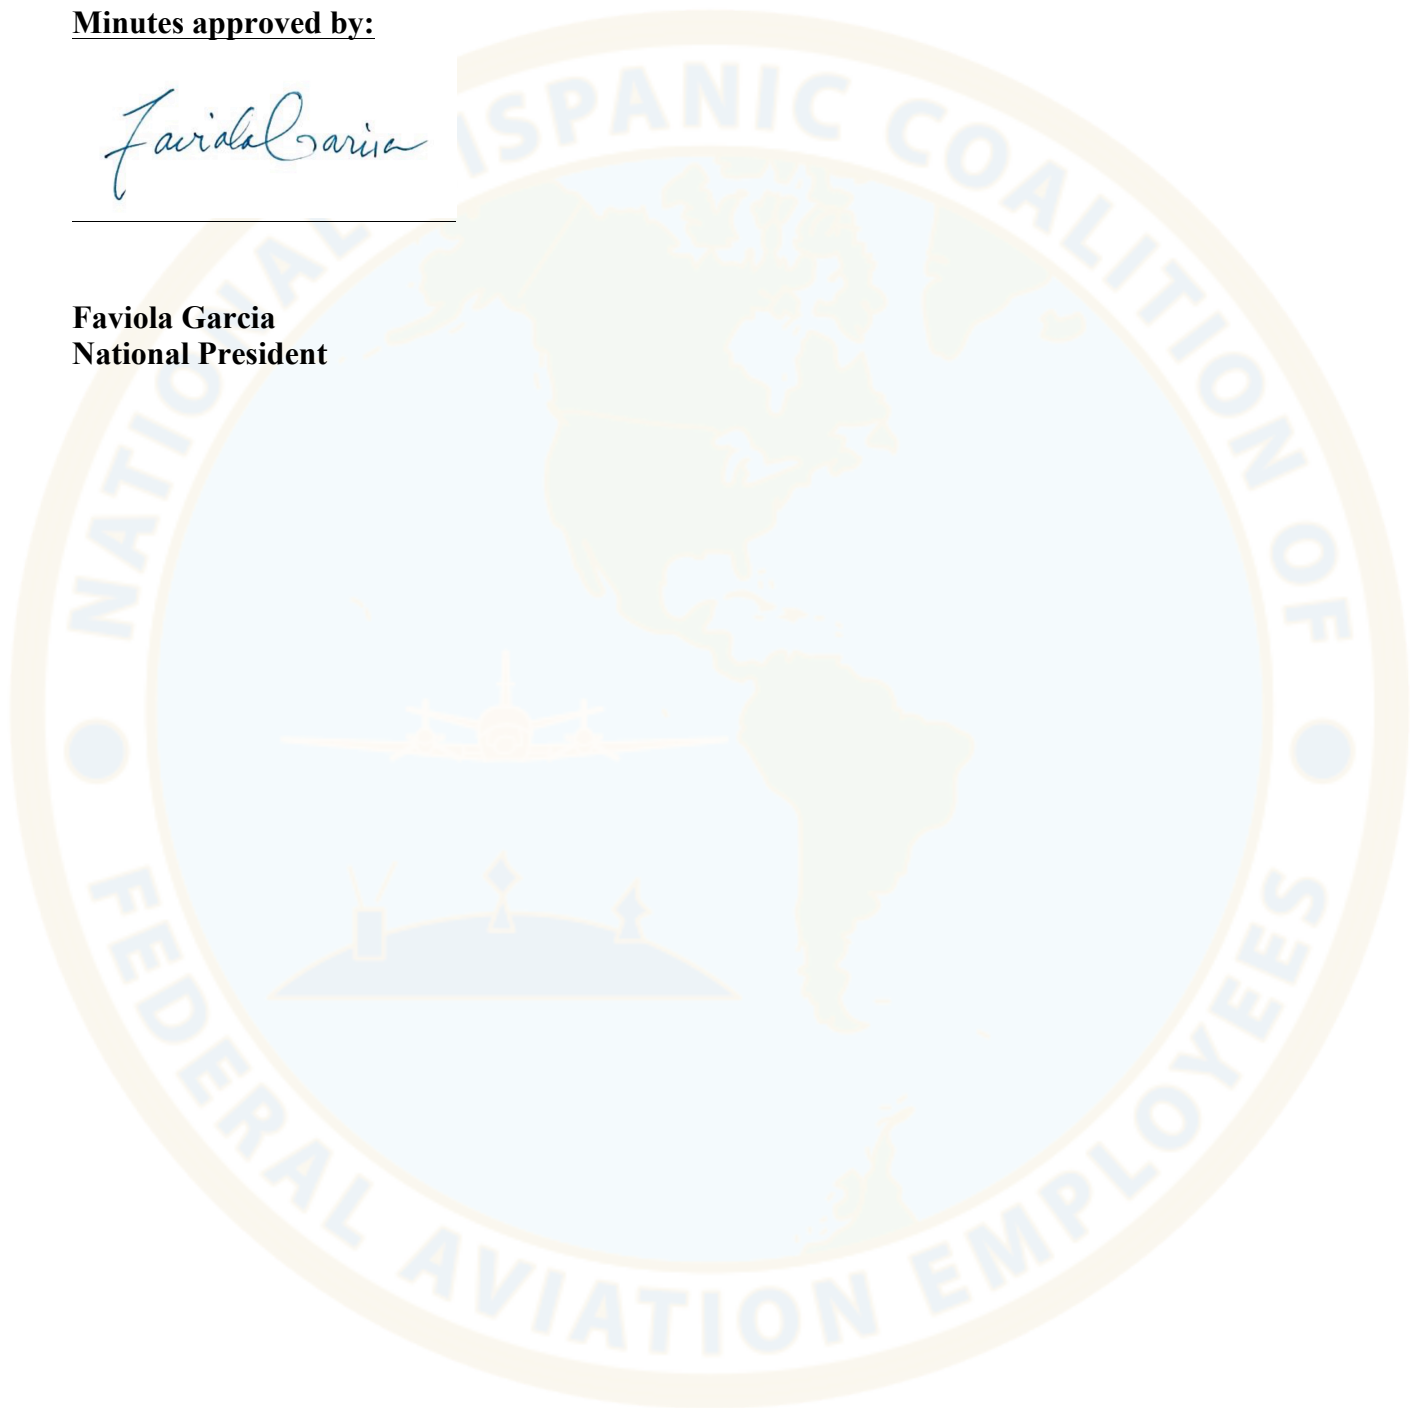 Minutes approved by:
Faviola Garcia
Faviola Garcia
National President
NATIONAL HISPANIC COALITION OF
FEDERAL AVIATION EMPLOYEES